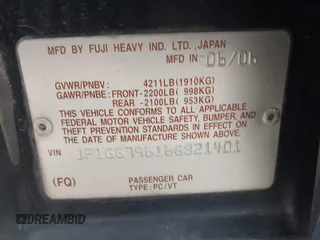 MFD BY FUJI HEAVY IND. LTD.,JAPAN
MFD IN 06/06
GVWR/PNBV: 4211LB(1910KG)
GAWR/PNBE: FRONT-2200LB( 998KG)
REAR -2100LB( 953KG)
THIS VEHICLE CONFORMS TO ALL APPLICABLE
FEDERAL MOTOR VEHICLE SAFETY, BUMPER, AND
THEFT PREVENTION STANDARDS IN EFFECT ON
THE DATE OF MANUFACTURE SHOWN ABOVE.
VIN JF1GG79616G821401
(FQ) PASSENGER CAR
TYPE:PC/VT
DREAMBID